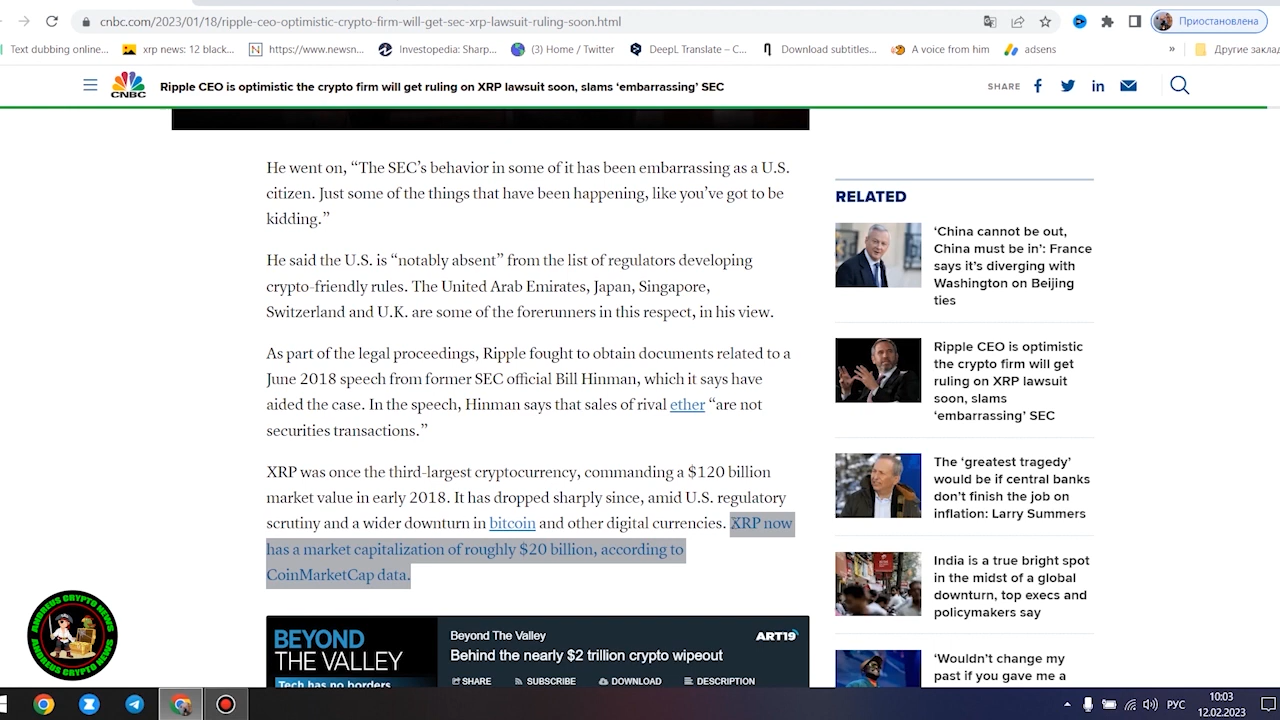 cnbc.com/2023/01/18/ripple-ceo-optimistic-crypto-firm-will-get-sec-xrp-lawsuit-ruling-soon.html
Приостановлена
Text dubbing online...
xrp news: 12 black...
https://www.newsn...
Investopedia: Sharp...
(3) Home / Twitter
DeepL Translate – C...
Download subtitles...
A voice from him
adsens
»
Другие заклад
CNBC
Ripple CEO is optimistic the crypto firm will get ruling on XRP lawsuit soon, slams ‘embarrassing’ SEC
SHARE
He went on, “The SEC’s behavior in some of it has been embarrassing as a U.S.
citizen. Just some of the things that have been happening, like you’ve got to be
kidding.”
He said the U.S. is “notably absent” from the list of regulators developing
crypto-friendly rules. The United Arab Emirates, Japan, Singapore,
Switzerland and U.K. are some of the forerunners in this respect, in his view.
As part of the legal proceedings, Ripple fought to obtain documents related to a
June 2018 speech from former SEC official Bill Hinman, which it says have
aided the case. In the speech, Hinman says that sales of rival ether “are not
securities transactions.”
XRP was once the third-largest cryptocurrency, commanding a $120 billion
market value in early 2018. It has dropped sharply since, amid U.S. regulatory
scrutiny and a wider downturn in bitcoin and other digital currencies. XRP now
has a market capitalization of roughly $20 billion, according to
CoinMarketCap data.
BEYOND
THE VALLEY
Tech has no borders
Beyond The Valley
ART19
Behind the nearly $2 trillion crypto wipeout
SHARE
SUBSCRIBE
DOWNLOAD
DESCRIPTION
RELATED
‘China cannot be out,
China must be in’: France
says it’s diverging with
Washington on Beijing
ties
Ripple CEO is optimistic
the crypto firm will get
ruling on XRP lawsuit
soon, slams
‘embarrassing’ SEC
The ‘greatest tragedy’
would be if central banks
don’t finish the job on
inflation: Larry Summers
India is a true bright spot
in the midst of a global
downturn, top execs and
policymakers say
‘Wouldn’t change my
past if you gave me a
ANDREUS CRYPTO NEWS
ANDREUS CRYPTO NEWS
РУС
10:03
12.02.2023